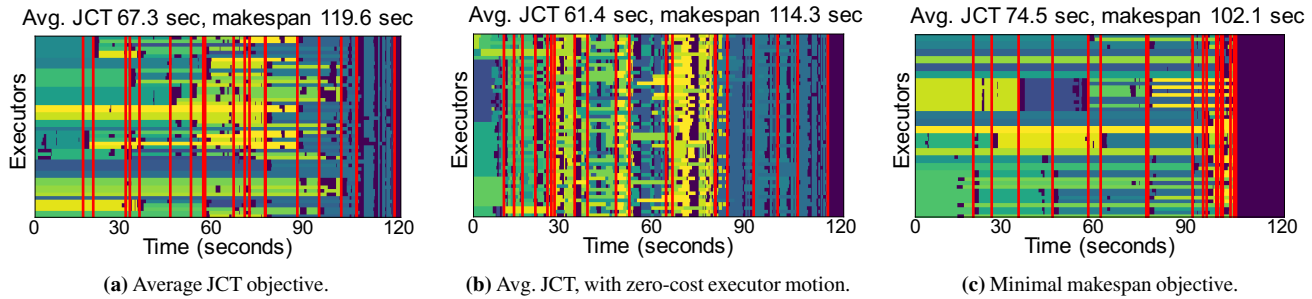 Avg. JCT 67.3 sec, makespan 119.6 sec
Executors
0 30 60 90 120
Time (seconds)
(a) Average JCT objective.
Avg. JCT 61.4 sec, makespan 114.3 sec
Executors
0 30 60 90 120
Time (seconds)
(b) Avg. JCT, with zero-cost executor motion.
Avg. JCT 74.5 sec, makespan 102.1 sec
Executors
0 30 60 90 120
Time (seconds)
(c) Minimal makespan objective.